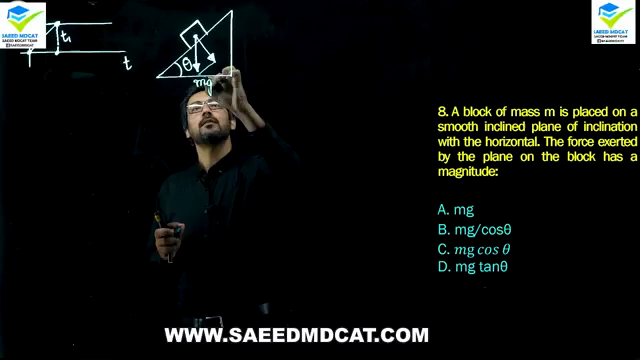 SAEED MDCAT
SAEED MDCAT TEAM
t₁
t
θ
mg
SAEED MDCAT
SAEED MDCAT TEAM
8. A block of mass m is placed on a
smooth inclined plane of inclination
with the horizontal. The force exerted
by the plane on the block has a
magnitude:
A. mg
B. mg/cosθ
C. mg cos θ
D. mg tanθ
WWW.SAEEDMDCAT.COM